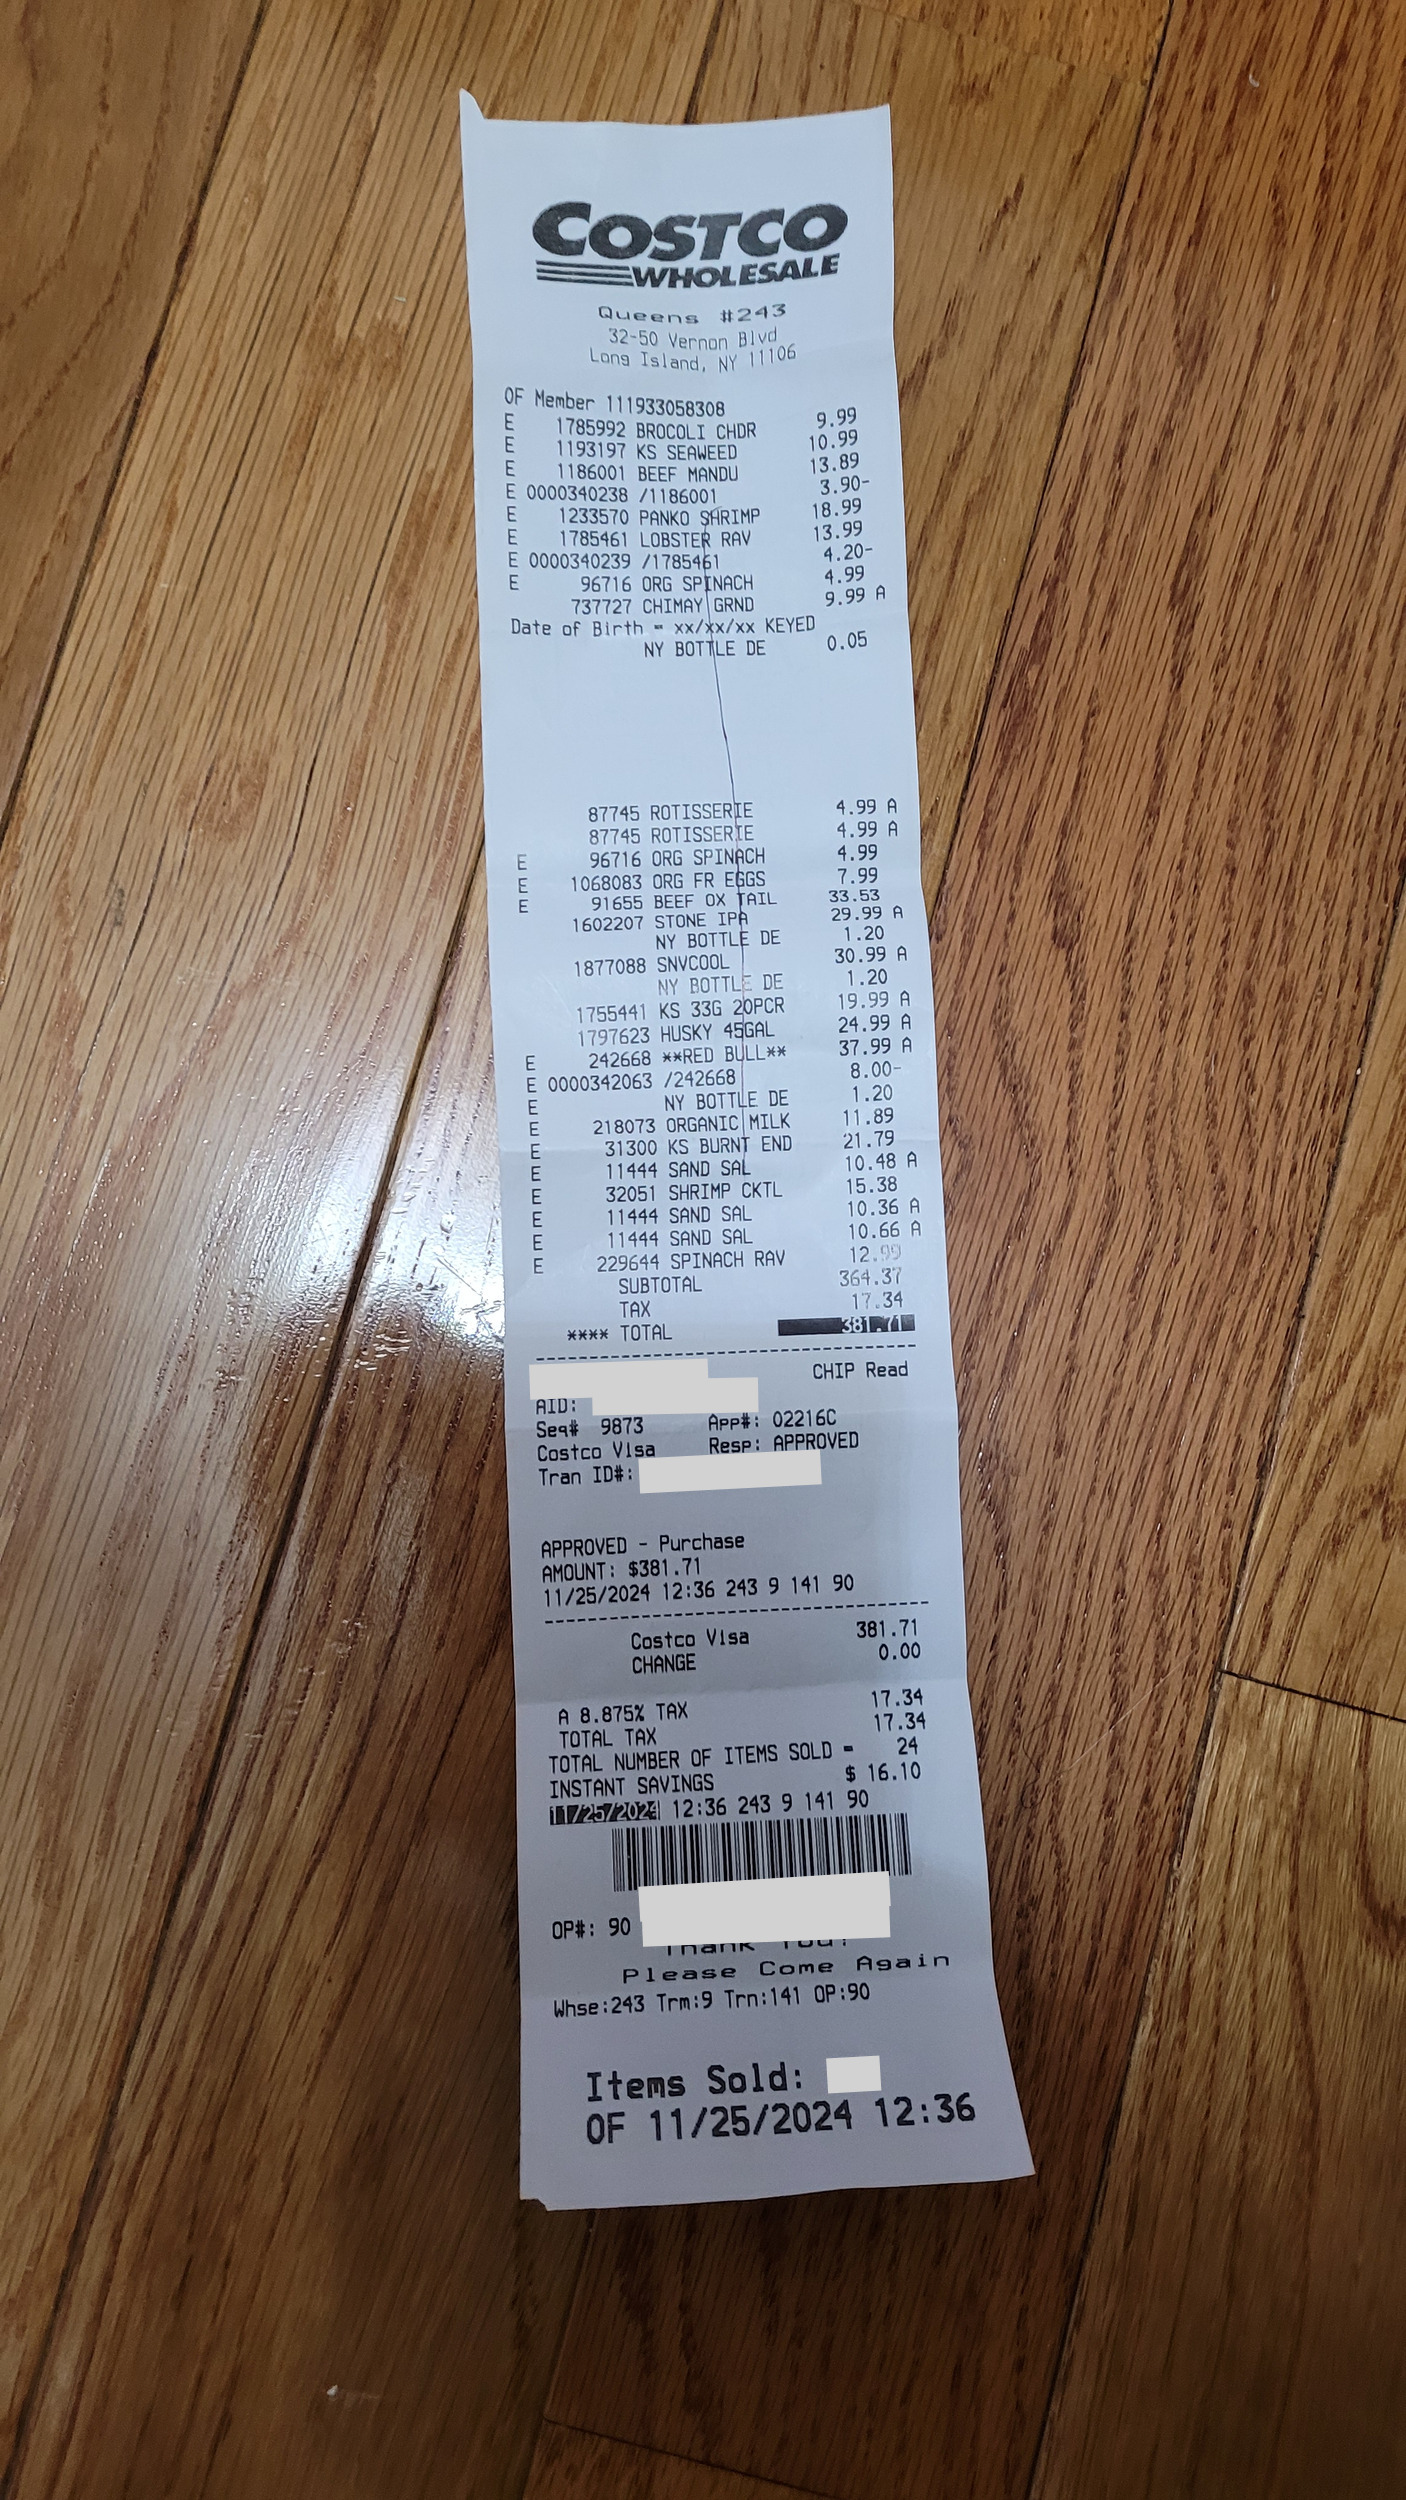 COSTCO
WHOLESALE
Queens #243
32-50 Vernon Blvd
Long Island, NY 11106
OF Member 111933058308
E 1785992 BROCOLI CHDR 9.99
E 1193197 KS SEAWEED 10.99
E 1186001 BEEF MANDU 13.89
E 0000340238 /1186001 3.90-
E 1233570 PANKO SHRIMP 18.99
E 1785461 LOBSTER RAV 13.99
E 0000340239 /1785461 4.20-
E 96716 ORG SPINACH 4.99
737727 CHIMAY GRND 9.99 A
Date of Birth = xx/xx/xx KEYED
NY BOTTLE DE 0.05
87745 ROTISSERIE 4.99 A
87745 ROTISSERIE 4.99 A
E 96716 ORG SPINACH 4.99
E 1068083 ORG FR EGGS 7.99
E 91655 BEEF OX TAIL 33.53
1602207 STONE IPA 29.99 A
NY BOTTLE DE 1.20
1877088 SNVCOOL 30.99 A
NY BOTTLE DE 1.20
1755441 KS 33G 20PCR 19.99 A
1797623 HUSKY 45GAL 24.99 A
E 242668 **RED BULL** 37.99 A
E 0000342063 /242668 8.00-
E NY BOTTLE DE 1.20
E 218073 ORGANIC MILK 11.89
E 31300 KS BURNT END 21.79
E 11444 SAND SAL 10.48 A
E 32051 SHRIMP CKTL 15.38
E 11444 SAND SAL 10.36 A
E 11444 SAND SAL 10.66 A
E 229644 SPINACH RAV 12.99
SUBTOTAL 364.37
TAX 17.34
**** TOTAL 381.71
CHIP Read
AID:
Seq# 9873 App#: 02216C
Costco Visa Resp: APPROVED
Tran ID#:
APPROVED - Purchase
AMOUNT: $381.71
11/25/2024 12:36 243 9 141 90
Costco Visa 381.71
CHANGE 0.00
A 8.875% TAX 17.34
TOTAL TAX 17.34
TOTAL NUMBER OF ITEMS SOLD = 24
INSTANT SAVINGS $ 16.10
11/25/2024 12:36 243 9 141 90
OP#: 90
Thank You!
Please Come Again
Whse:243 Trm:9 Trn:141 OP:90
Items Sold:
OF 11/25/2024 12:36